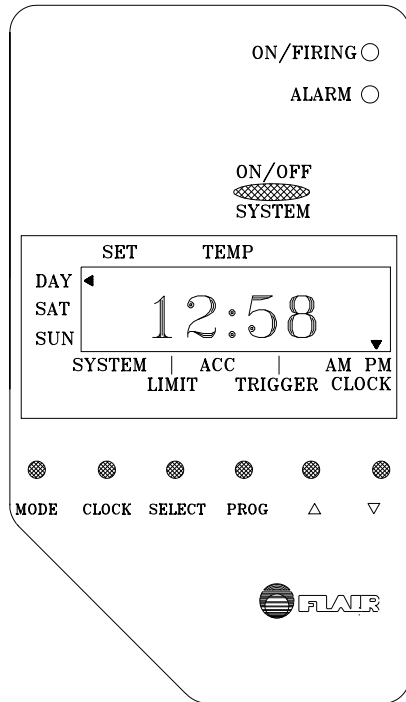 ON/FIRING
ALARM
ON/OFF
SYSTEM
SET TEMP
DAY
SAT
SUN
12:58
SYSTEM | ACC | AM PM
LIMIT TRIGGER CLOCK
MODE CLOCK SELECT PROG △ ▽
FLAIR